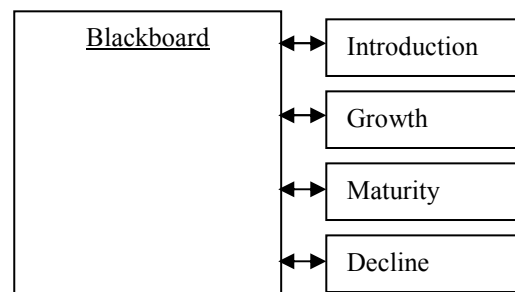 Blackboard
Introduction
Growth
Maturity
Decline